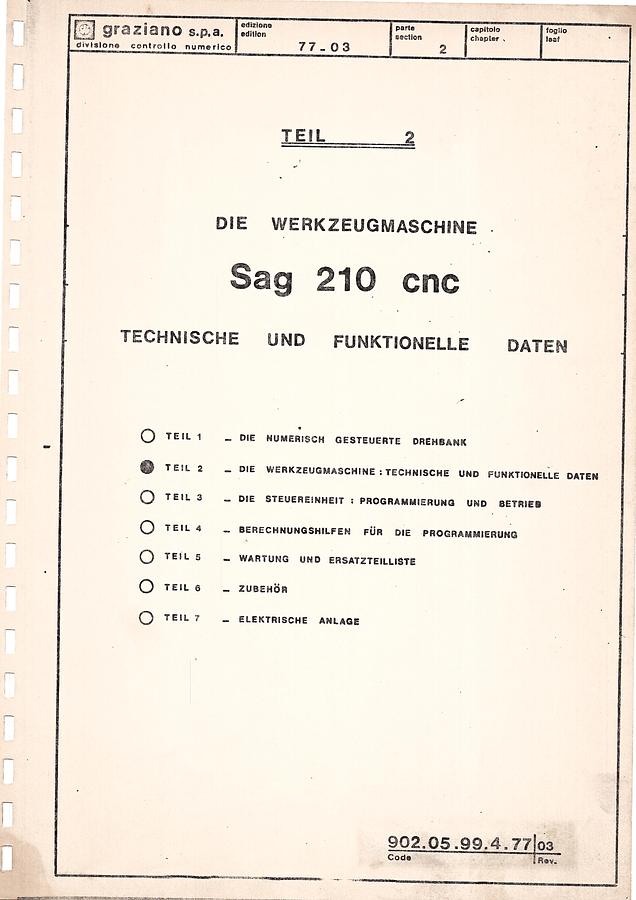 graziano s.p.a.
divisione controllo numerico
edizione
edition
77-03
parte
section
2
capitolo
chapter
foglio
leaf
TEIL 2
DIE WERKZEUGMASCHINE
Sag 210 cnc
TECHNISCHE UND FUNKTIONELLE DATEN
TEIL 1 – DIE NUMERISCH GESTEUERTE DREHBANK
TEIL 2 – DIE WERKZEUGMASCHINE : TECHNISCHE UND FUNKTIONELLE DATEN
TEIL 3 – DIE STEUEREINHEIT : PROGRAMMIERUNG UND BETRIEB
TEIL 4 – BERECHNUNGSHILFEN FÜR DIE PROGRAMMIERUNG
TEIL 5 – WARTUNG UND ERSATZTEILLISTE
TEIL 6 – ZUBEHÖR
TEIL 7 – ELEKTRISCHE ANLAGE
902.05.99.4.77 03
Code Rev.